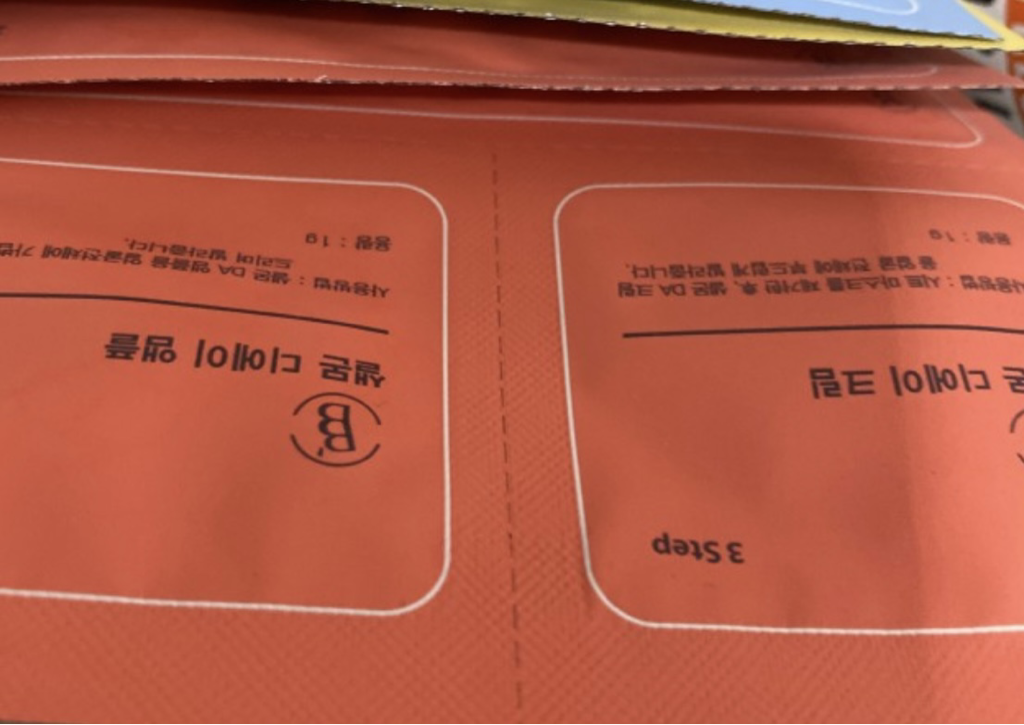 3 Step
디에이 크림
사용방법 : 시트 마스크를 제거한 후, 샐몬 DA 크림
을 얼굴 전체에 부드럽게 발라줍니다.
용량 : 1g
B'
샐몬 디에이 앰플
사용방법 : 샐몬 DA 앰플을 얼굴전체에
드리며 발라줍니다.
용량 : 1g